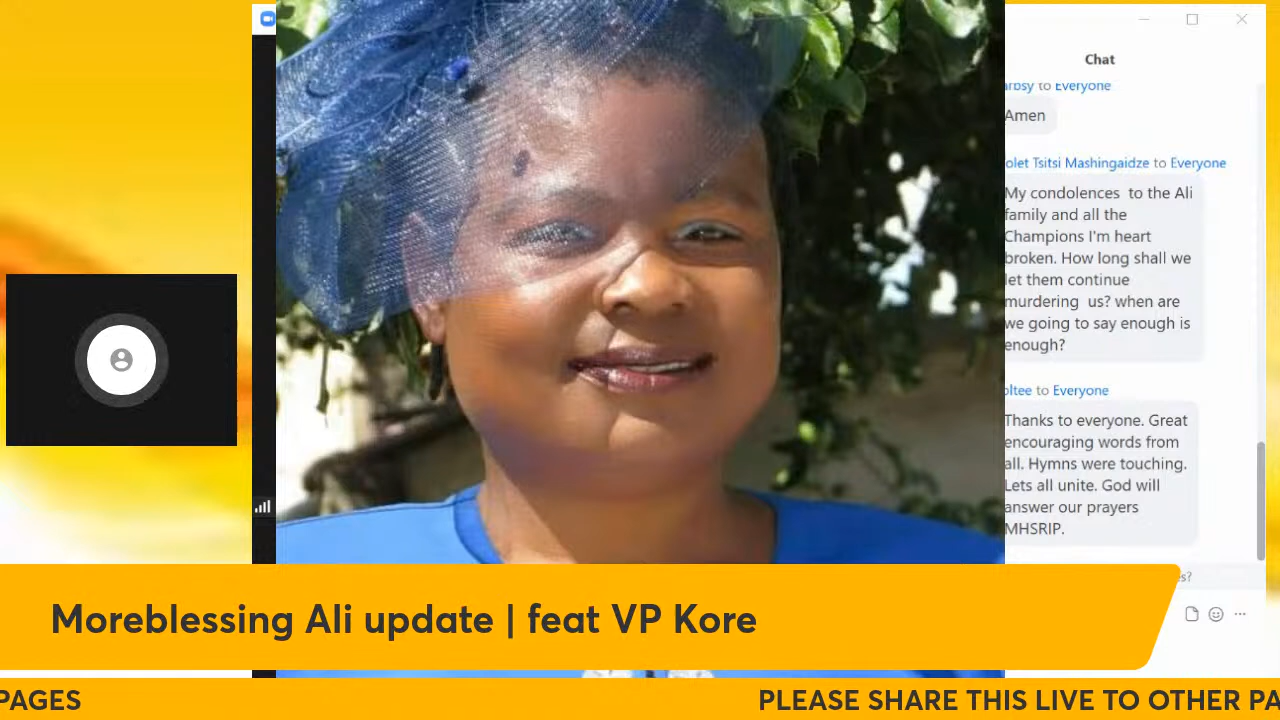 Chat
to Everyone
Amen
Tsitsi Mashingaidze to Everyone
My condolences to the Ali
family and all the
Champions I'm heart
broken. How long shall we
let them continue
murdering us? when are
we going to say enough is
enough?
to Everyone
Thanks to everyone. Great
encouraging words from
all. Hymns were touching.
Lets all unite. God will
answer our prayers
MHSRIP.
Moreblessing Ali update | feat VP Kore
PAGES
PLEASE SHARE THIS LIVE TO OTHER